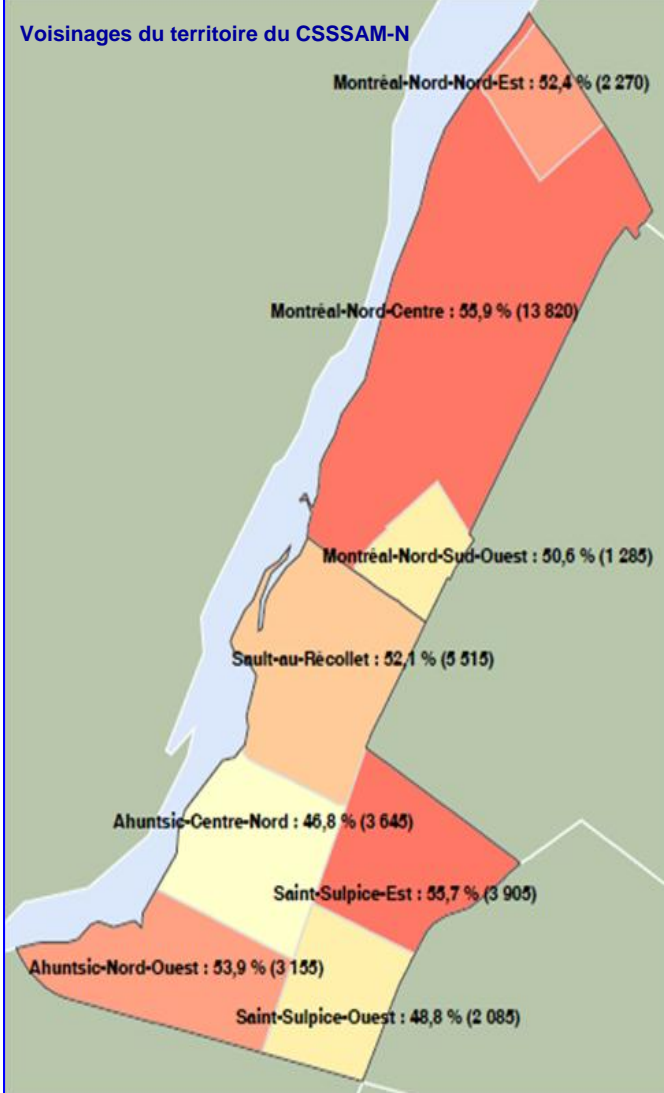 Voisinages du territoire du CSSSAM-N
Montréal-Nord-Nord-Est : 52,4 % (2 270)
Montréal-Nord-Centre : 55,9 % (13 820)
Montréal-Nord-Sud-Ouest : 50,6 % (1 285)
Sault-au-Récollet : 52,1 % (5 515)
Ahuntsic-Centre-Nord : 46,8 % (3 645)
Saint-Sulpice-Est : 55,7 % (3 905)
Ahuntsic-Nord-Ouest : 53,9 % (3 155)
Saint-Sulpice-Ouest : 48,8 % (2 085)